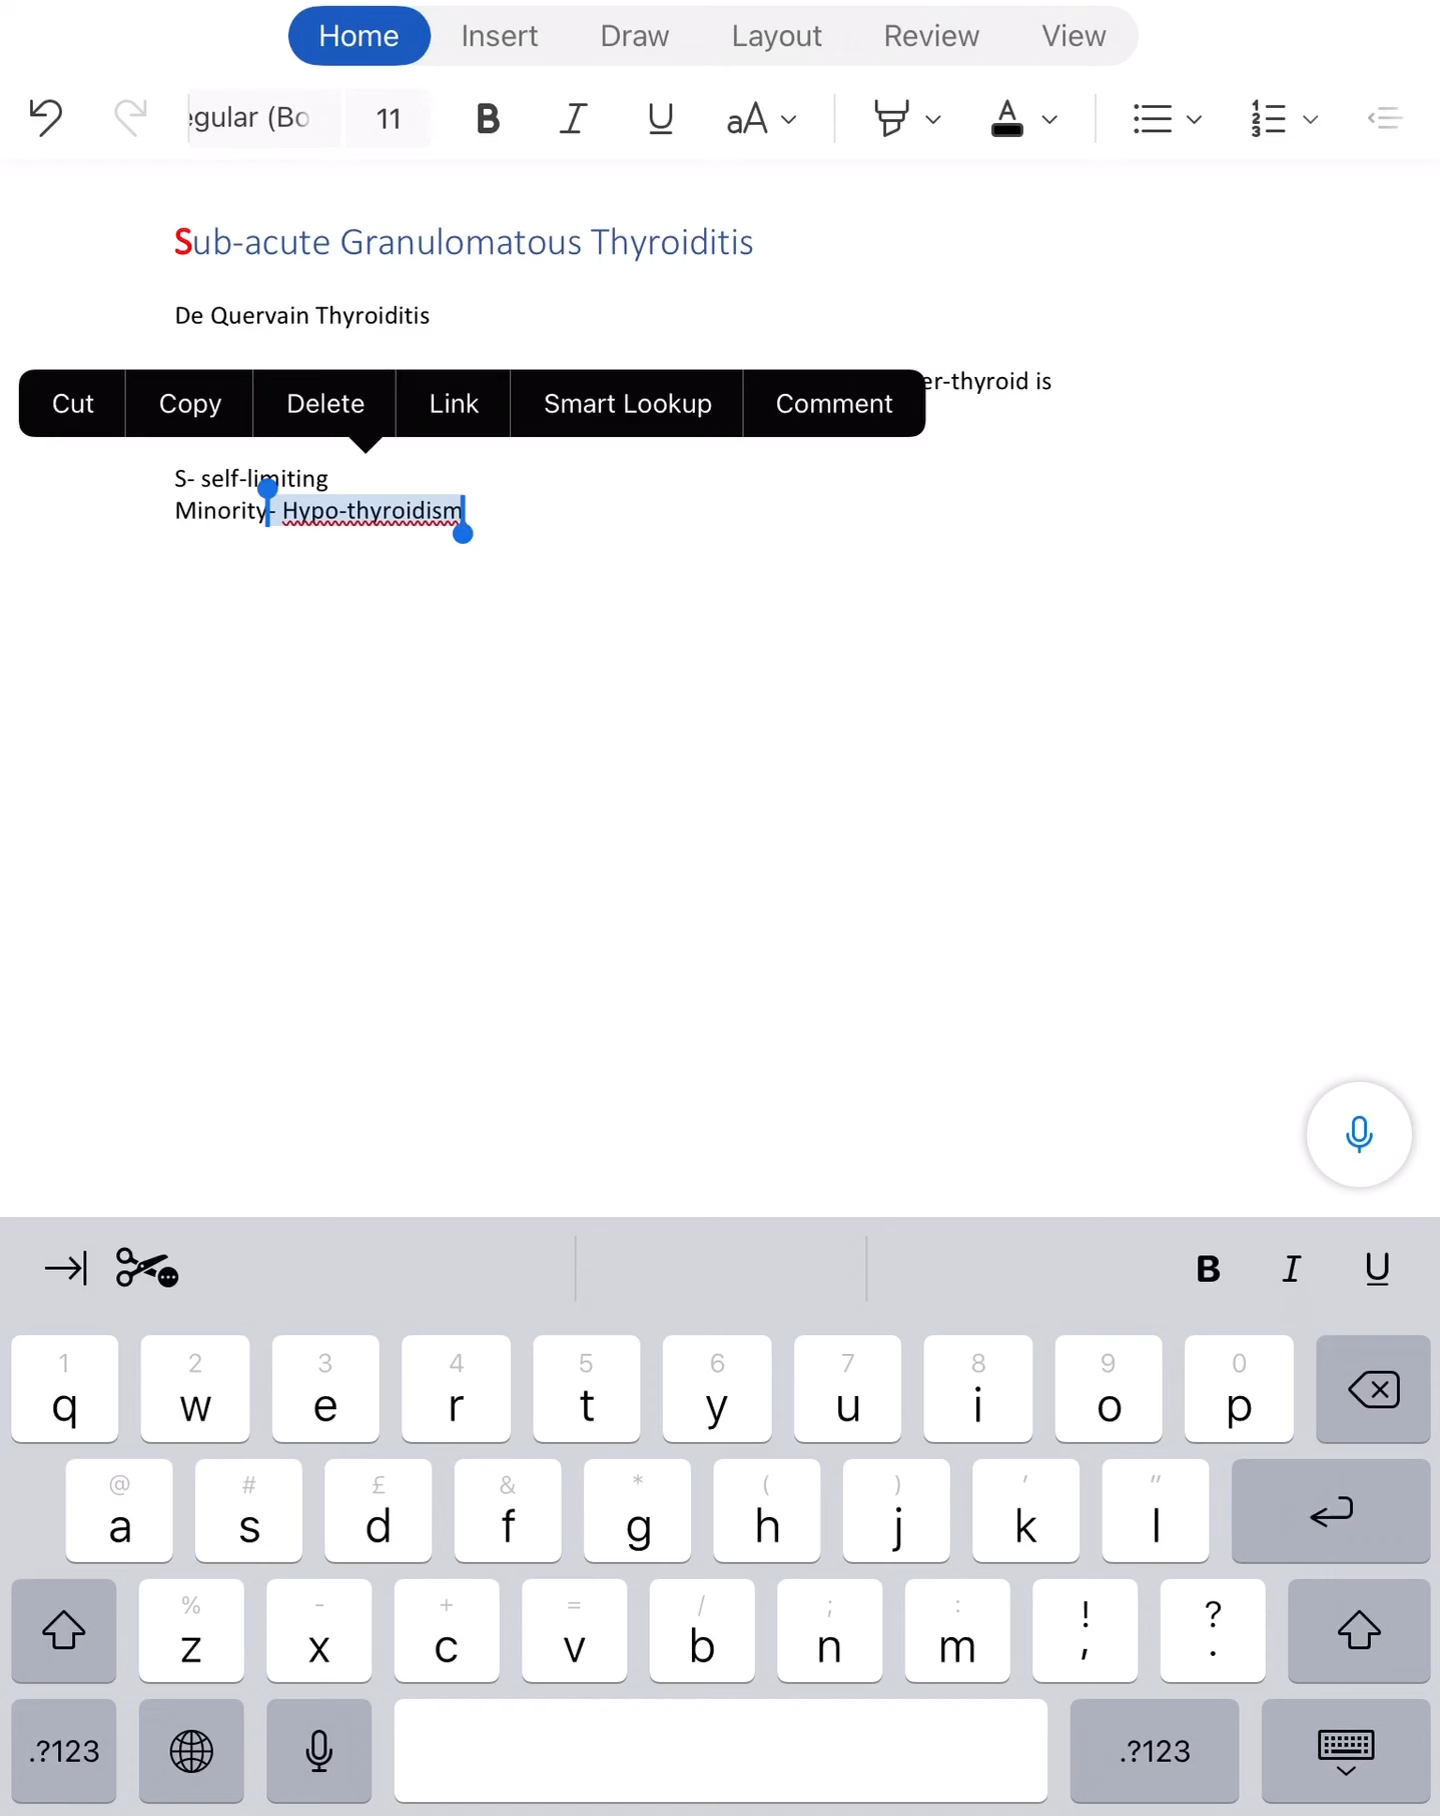 Home Insert Draw Layout Review View
egular (Bo 11 B I U aA A
Sub-acute Granulomatous Thyroiditis
De Quervain Thyroiditis
er-thyroid is
Cut Copy Delete Link Smart Lookup Comment
S- self-limiting
Minority- Hypo-thyroidism
B I U
1 2 3 4 5 6 7 8 9 0
q w e r t y u i o p
@ # £ & * ( ) ' "
a s d f g h j k l
% - + = / ; : ! ?
z x c v b n m , .
.?123 .?123